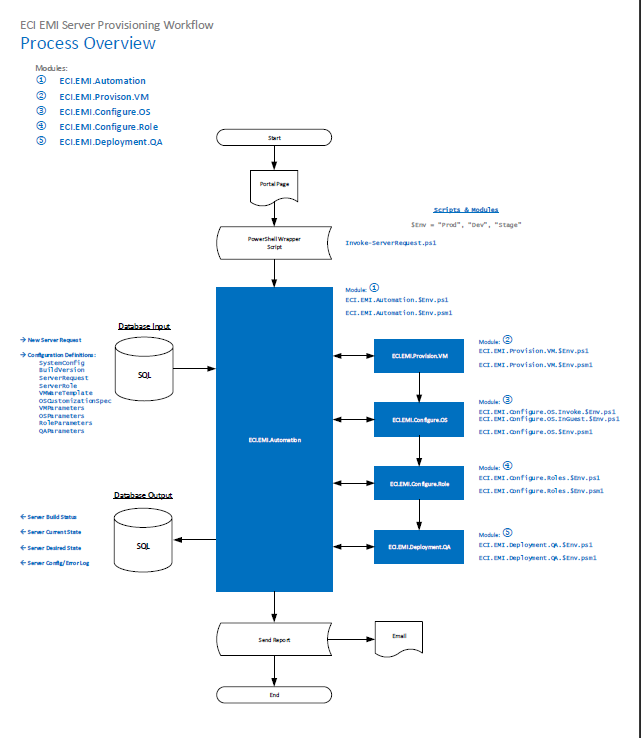 ECI EMI Server Provisioning Workflow
Process Overview
Modules:
① ECI.EMI.Automation
② ECI.EMI.Provison.VM
③ ECI.EMI.Configure.OS
④ ECI.EMI.Configure.Role
⑤ ECI.EMI.Deployment.QA
Start
Portal Page
Scripts & Modules
$Env = "Prod", "Dev", "Stage"
PowerShell Wrapper
Script
Invoke-ServerRequest.ps1
Module: ①
ECI.EMI.Automation.$Env.ps1
ECI.EMI.Automation.$Env.psm1
Database Input
→ New Server Request
→ Configuration Definitions:
SystemConfig
BuildVersion
ServerRequest
ServerRole
VMWareTemplate
OSCustomizationSpec
VMParameters
OSParameters
RoleParameters
QAParameters
SQL
ECI.EMI.Automation
ECI.EMI.Provision.VM
Module: ②
ECI.EMI.Provision.VM.$Env.ps1
ECI.EMI.Provision.VM.$Env.psm1
ECI.EMI.Configure.OS
Module: ③
ECI.EMI.Configure.OS.Invoke.$Env.ps1
ECI.EMI.Configure.OS.InGuest.$Env.ps1
ECI.EMI.Configure.OS.$Env.psm1
ECI.EMI.Configure.Role
Module: ④
ECI.EMI.Configure.Roles.$Env.ps1
ECI.EMI.Configure.Roles.$Env.psm1
Database Output
← Server Build Status
← Server Current State
← Server Desired State
← Server Config/Error Log
SQL
ECI.EMI.Deployment.QA
Module: ⑤
ECI.EMI.Deployment.QA.$Env.ps1
ECI.EMI.Deployment.QA.$Env.psm1
Send Report
Email
End